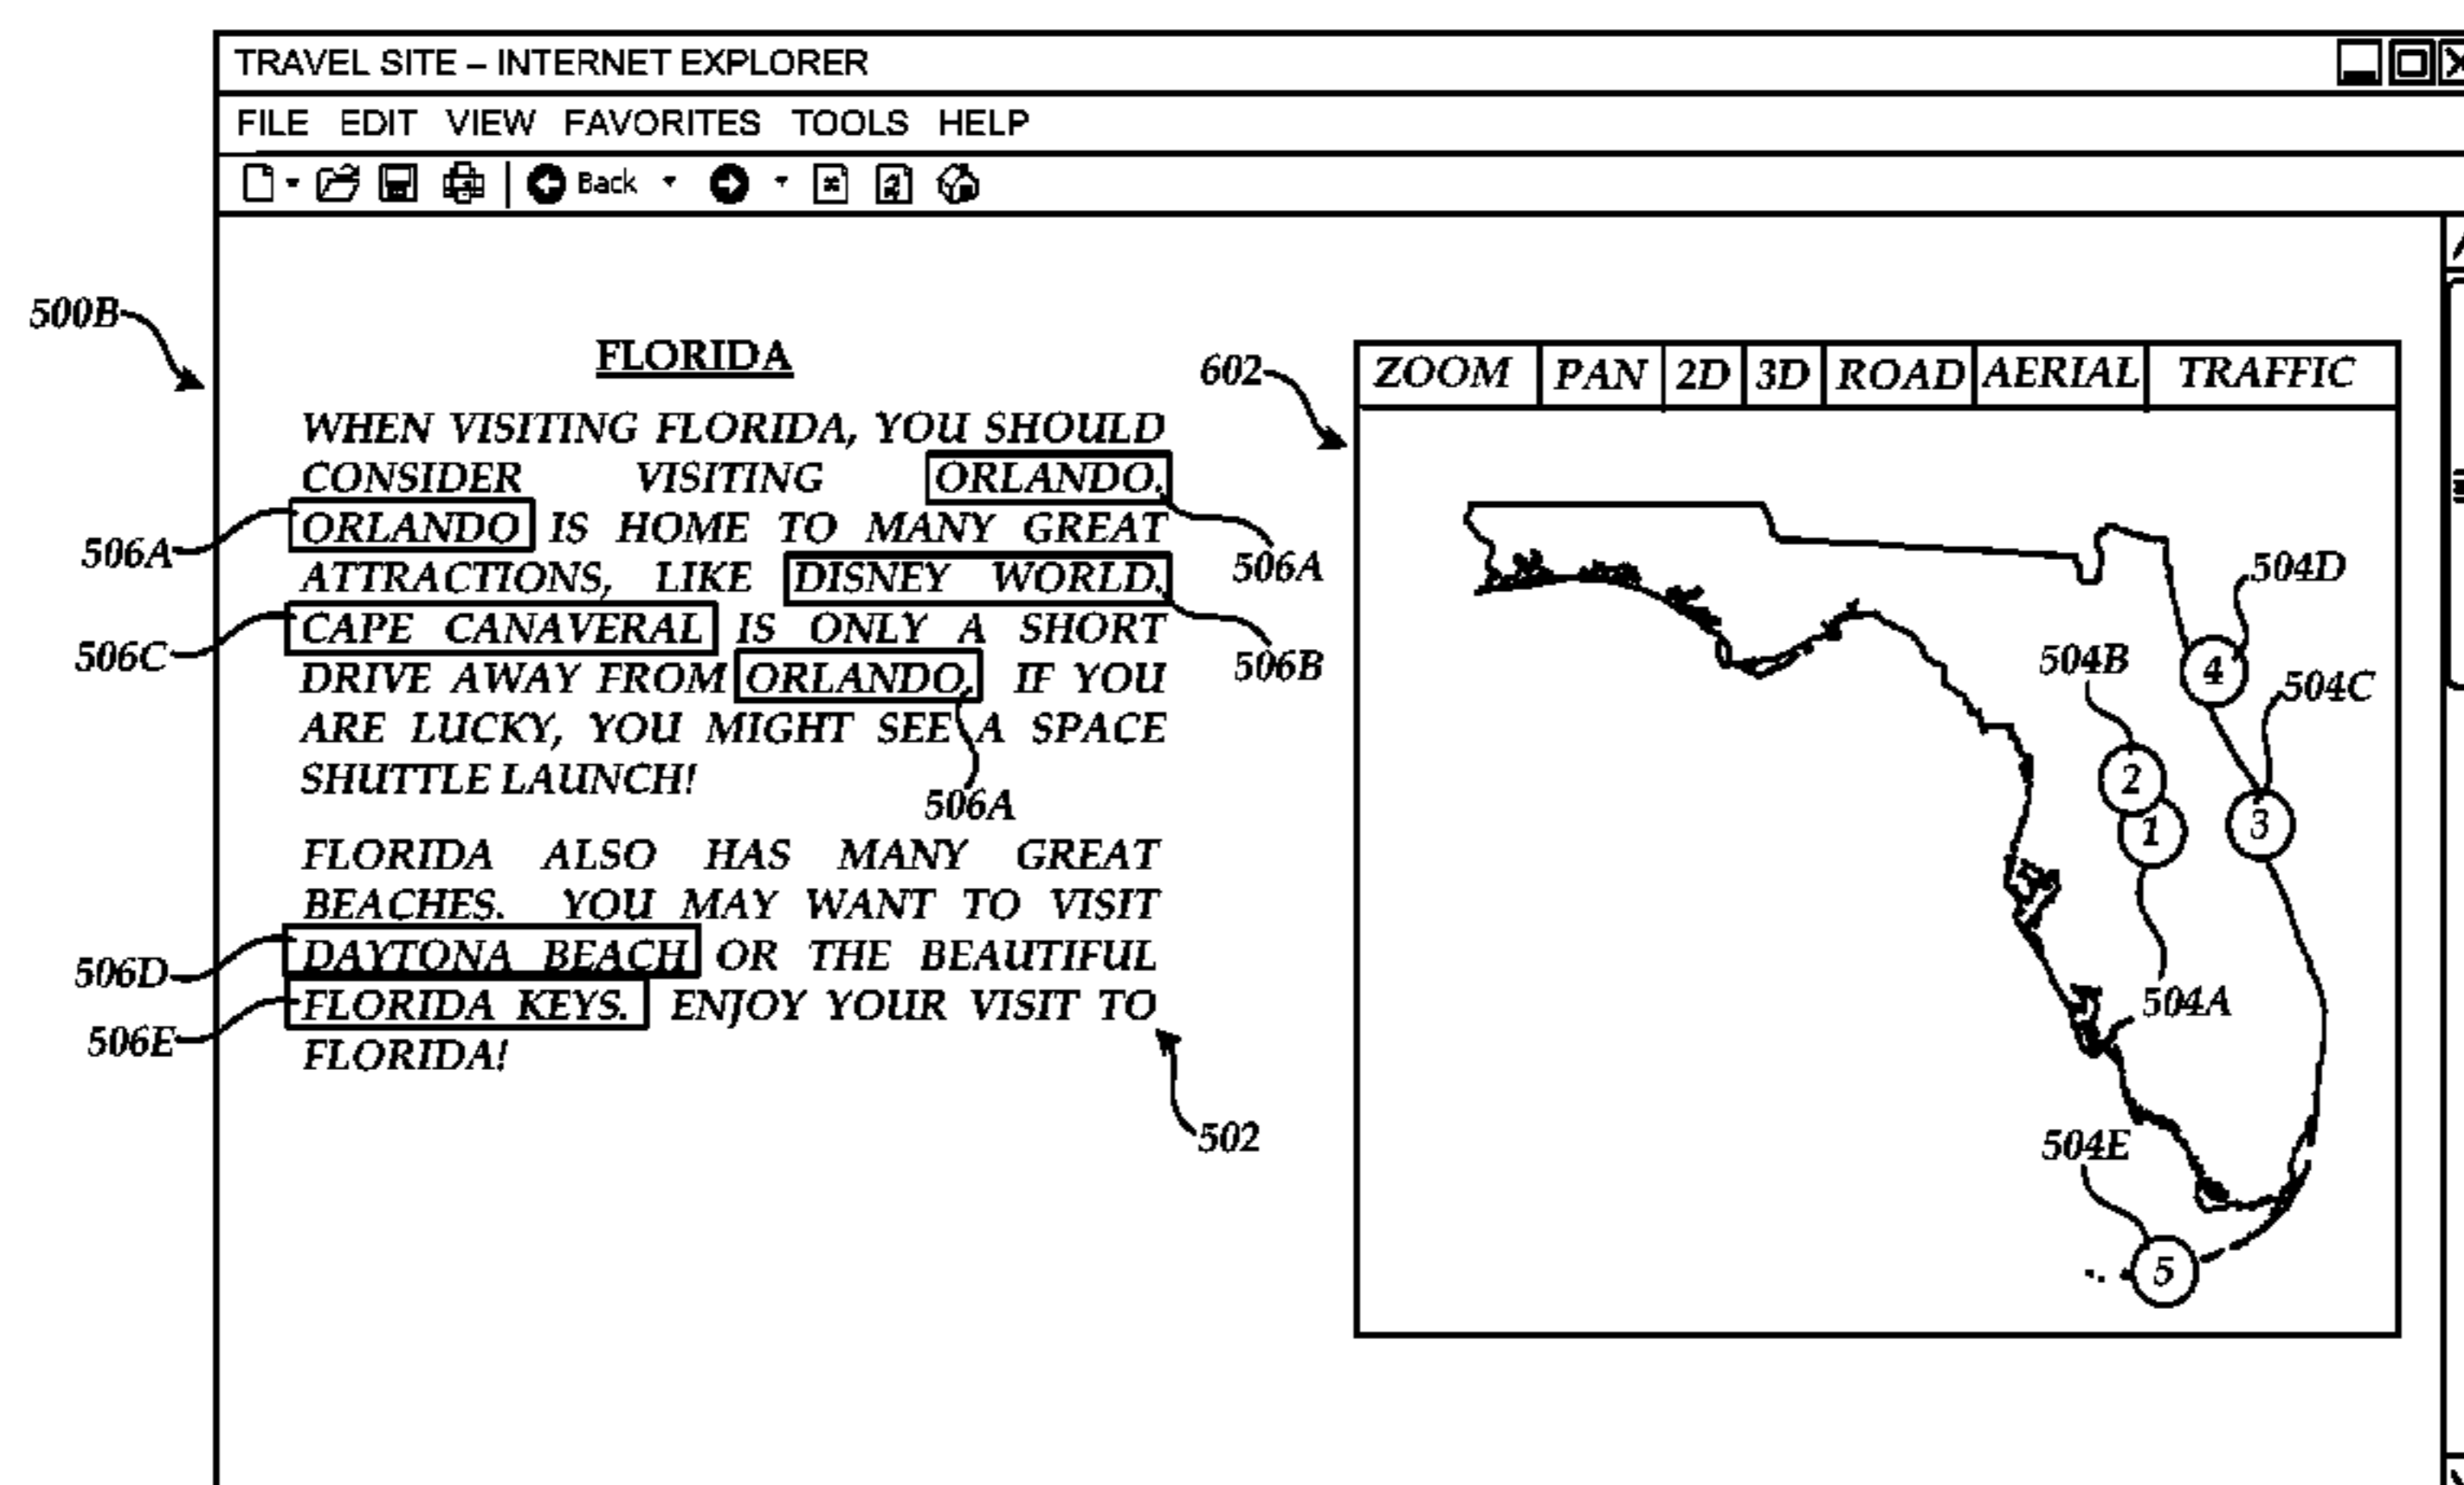 TRAVEL SITE – INTERNET EXPLORER
FILE EDIT VIEW FAVORITES TOOLS HELP
Back
500B
FLORIDA
WHEN VISITING FLORIDA, YOU SHOULD
CONSIDER VISITING ORLANDO.
ORLANDO IS HOME TO MANY GREAT
ATTRACTIONS, LIKE DISNEY WORLD.
CAPE CANAVERAL IS ONLY A SHORT
DRIVE AWAY FROM ORLANDO. IF YOU
ARE LUCKY, YOU MIGHT SEE A SPACE
SHUTTLE LAUNCH!
FLORIDA ALSO HAS MANY GREAT
BEACHES. YOU MAY WANT TO VISIT
DAYTONA BEACH OR THE BEAUTIFUL
FLORIDA KEYS. ENJOY YOUR VISIT TO
FLORIDA!
506A
506C
506D
506E
506A
506B
506A
502
602
ZOOM PAN 2D 3D ROAD AERIAL TRAFFIC
504D
504B
4
504C
2
1
3
504A
504E
5